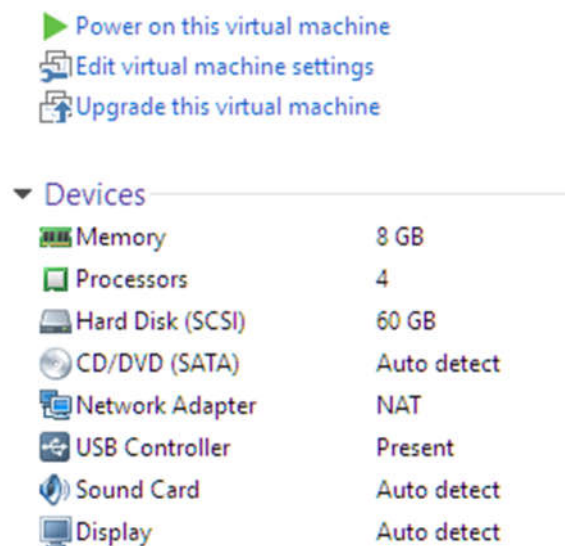 Power on this virtual machine
Edit virtual machine settings
Upgrade this virtual machine
Devices
Memory 8 GB
Processors 4
Hard Disk (SCSI) 60 GB
CD/DVD (SATA) Auto detect
Network Adapter NAT
USB Controller Present
Sound Card Auto detect
Display Auto detect